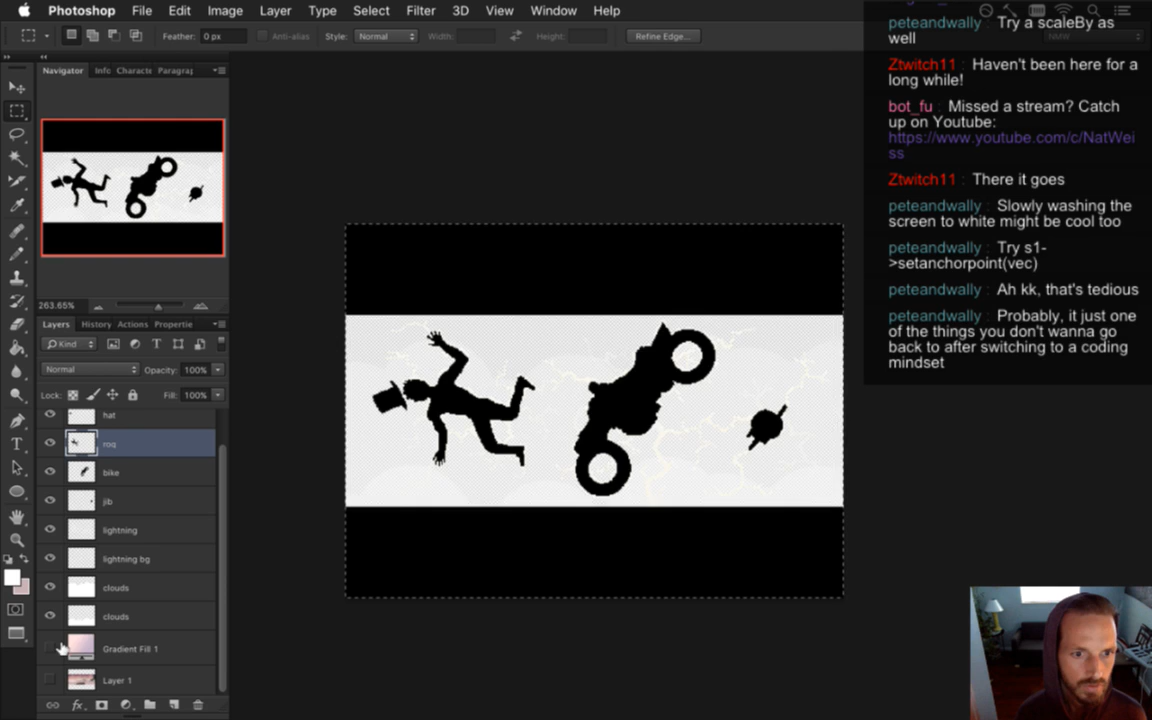 Photoshop File Edit Image Layer Type Select Filter 3D View Window Help
Feather: 0 px Anti-alias Style: Normal Width: Height: Refine Edge...
Navigator Info Characte Paragra
263.65%
Layers History Actions Propertie
Kind
Normal Opacity: 100%
Lock: Fill: 100%
hat
roq
bike
jib
lightning
lightning bg
clouds
clouds
Gradient Fill 1
Layer 1
peteandwally : Try a scaleBy as
well
Ztwitch11 : Haven't been here for a
long while!
bot_fu : Missed a stream? Catch
up on Youtube:
https://www.youtube.com/c/NatWei
ss
Ztwitch11 : There it goes
peteandwally : Slowly washing the
screen to white might be cool too
peteandwally : Try s1-
>setanchorpoint(vec)
peteandwally : Ah kk, that's tedious
peteandwally : Probably, it just one
of the things you don't wanna go
back to after switching to a coding
mindset